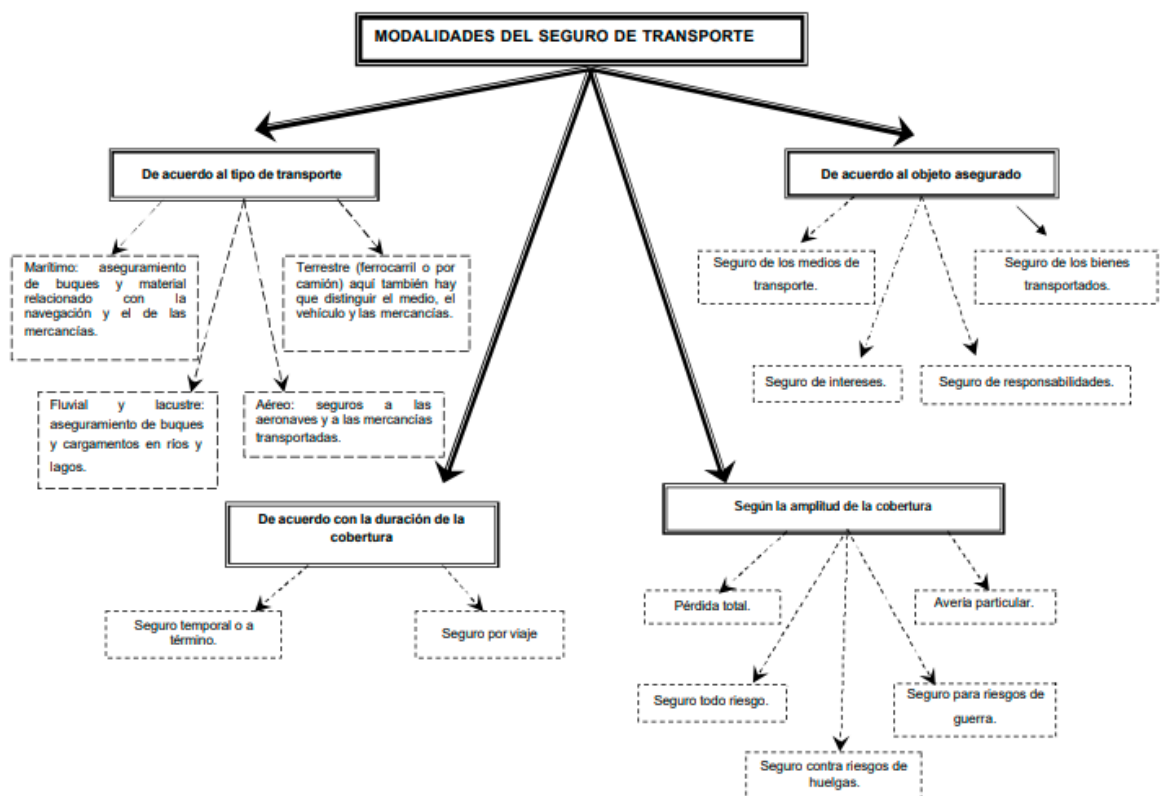 MODALIDADES DEL SEGURO DE TRANSPORTE
De acuerdo al tipo de transporte
Marítimo: aseguramiento
de buques y material
relacionado con la
navegación y el de las
mercancías.
Terrestre (ferrocarril o por
camión) aquí también hay
que distinguir el medio, el
vehículo y las mercancías.
Fluvial y lacustre:
aseguramiento de buques
y cargamentos en ríos y
lagos.
Aéreo: seguros a las
aeronaves y a las mercancías
transportadas.
De acuerdo al objeto asegurado
Seguro de los medios de
transporte.
Seguro de los bienes
transportados.
Seguro de intereses.
Seguro de responsabilidades.
De acuerdo con la duración de la
cobertura
Seguro temporal o a
término.
Seguro por viaje
Según la amplitud de la cobertura
Pérdida total.
Avería particular.
Seguro todo riesgo.
Seguro para riesgos de
guerra.
Seguro contra riesgos de
huelgas.